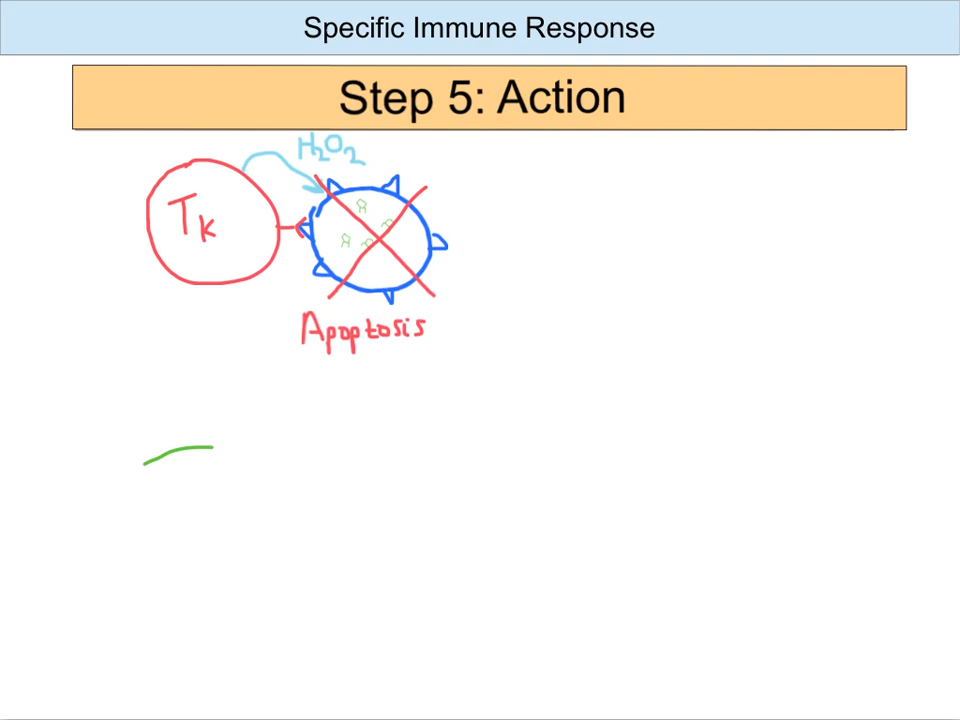 Specific Immune Response
Step 5: Action
H₂O₂
Tk
Apoptosis